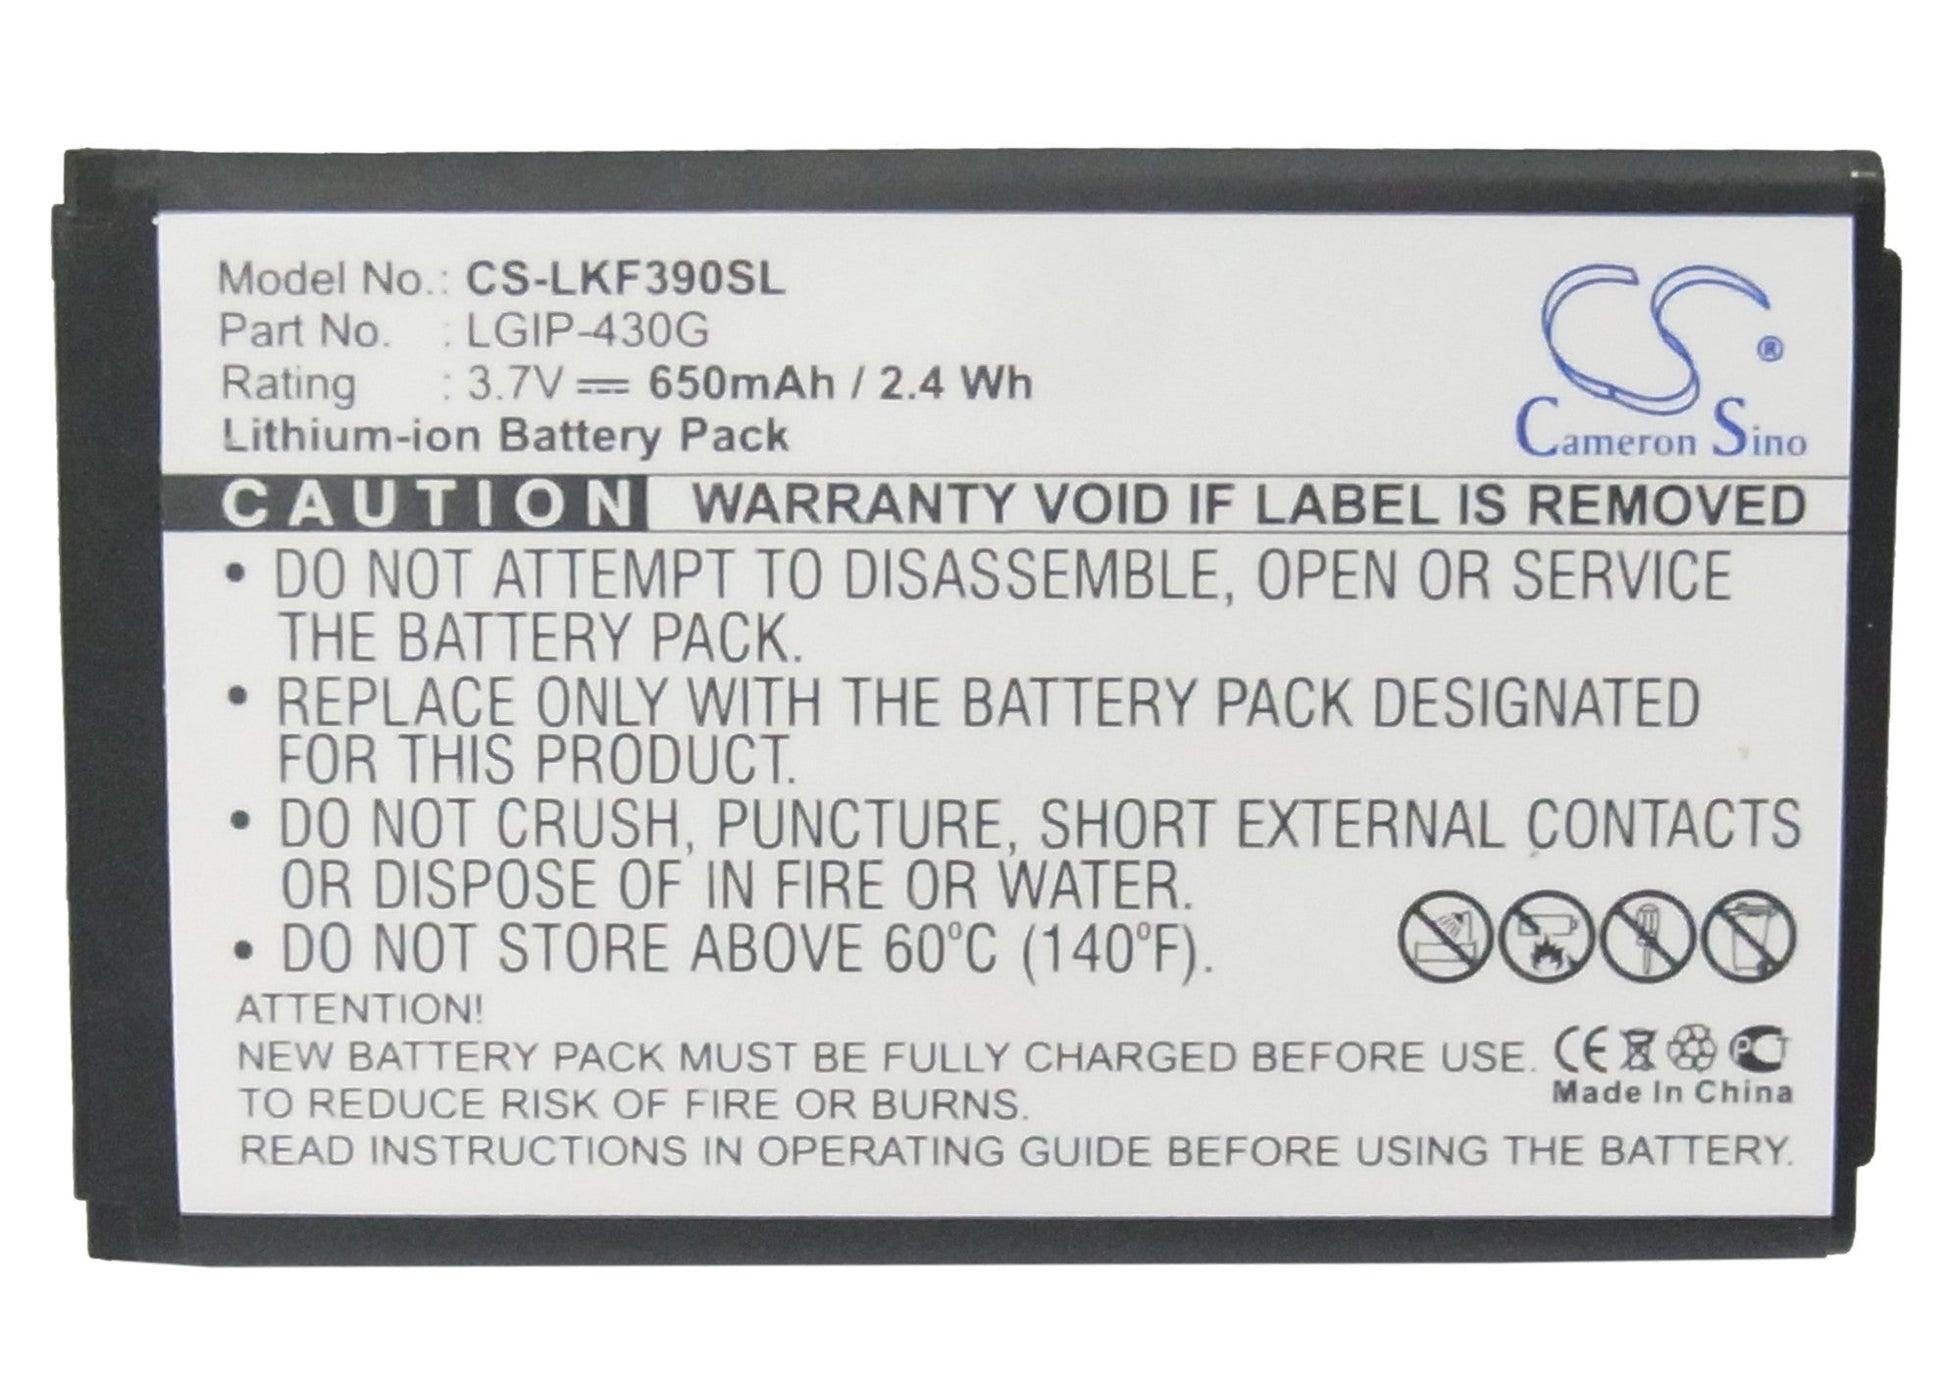 Model No.: CS-LKF390SL
Part No. : LGIP-430G
Rating : 3.7V 650mAh / 2.4 Wh
Lithium-ion Battery Pack
CS®
Cameron Sino
CAUTION WARRANTY VOID IF LABEL IS REMOVED
• DO NOT ATTEMPT TO DISASSEMBLE, OPEN OR SERVICE
THE BATTERY PACK.
• REPLACE ONLY WITH THE BATTERY PACK DESIGNATED
FOR THIS PRODUCT.
• DO NOT CRUSH, PUNCTURE, SHORT EXTERNAL CONTACTS
OR DISPOSE OF IN FIRE OR WATER.
• DO NOT STORE ABOVE 60°C (140°F).
ATTENTION!
NEW BATTERY PACK MUST BE FULLY CHARGED BEFORE USE.
TO REDUCE RISK OF FIRE OR BURNS.
READ INSTRUCTIONS IN OPERATING GUIDE BEFORE USING THE BATTERY.
CE PCT
Made In China